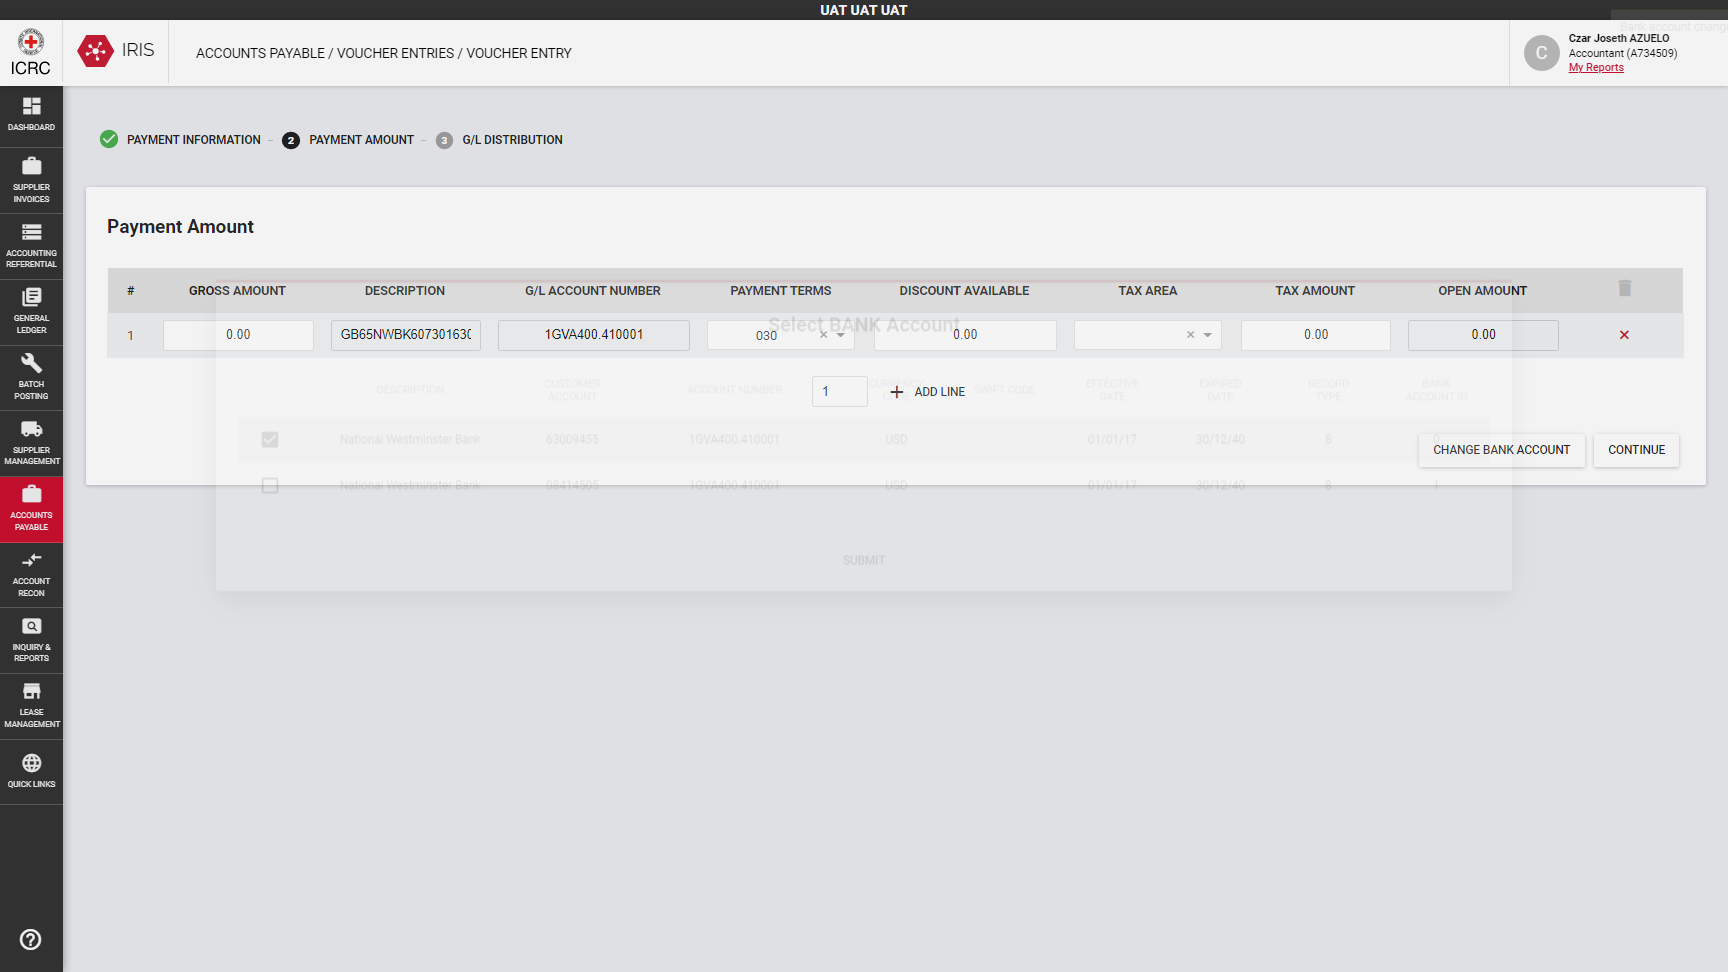 UAT UAT UAT
Bank account change
ICRC
IRIS
ACCOUNTS PAYABLE / VOUCHER ENTRIES / VOUCHER ENTRY
C
Czar Joseth AZUELO
Accountant (A734509)
My Reports
DASHBOARD
SUPPLIER
INVOICES
ACCOUNTING
REFERENTIAL
GENERAL
LEDGER
BATCH
POSTING
SUPPLIER
MANAGEMENT
ACCOUNTS
PAYABLE
ACCOUNT
RECON
INQUIRY &
REPORTS
LEASE
MANAGEMENT
QUICK LINKS
PAYMENT INFORMATION - 2 PAYMENT AMOUNT - 3 G/L DISTRIBUTION
Payment Amount
# GROSS AMOUNT DESCRIPTION G/L ACCOUNT NUMBER PAYMENT TERMS DISCOUNT AVAILABLE TAX AREA TAX AMOUNT OPEN AMOUNT
Select BANK Account
1 0.00 GB65NWBK607301630 1GVA400.410001 030 0.00 0.00 0.00
1 + ADD LINE
DESCRIPTION CUSTOMER ACCOUNT ACCOUNT NUMBER CURRENCY SWIFT CODE EFFECTIVE DATE EXPIRED DATE RECORD TYPE BANK ACCOUNT ID
National Westminster Bank 63009455 1GVA400.410001 USD 01/01/17 30/12/40 8 0
CHANGE BANK ACCOUNT CONTINUE
National Westminster Bank 08414505 1GVA400.410001 USD 01/01/17 30/12/40 8 1
SUBMIT